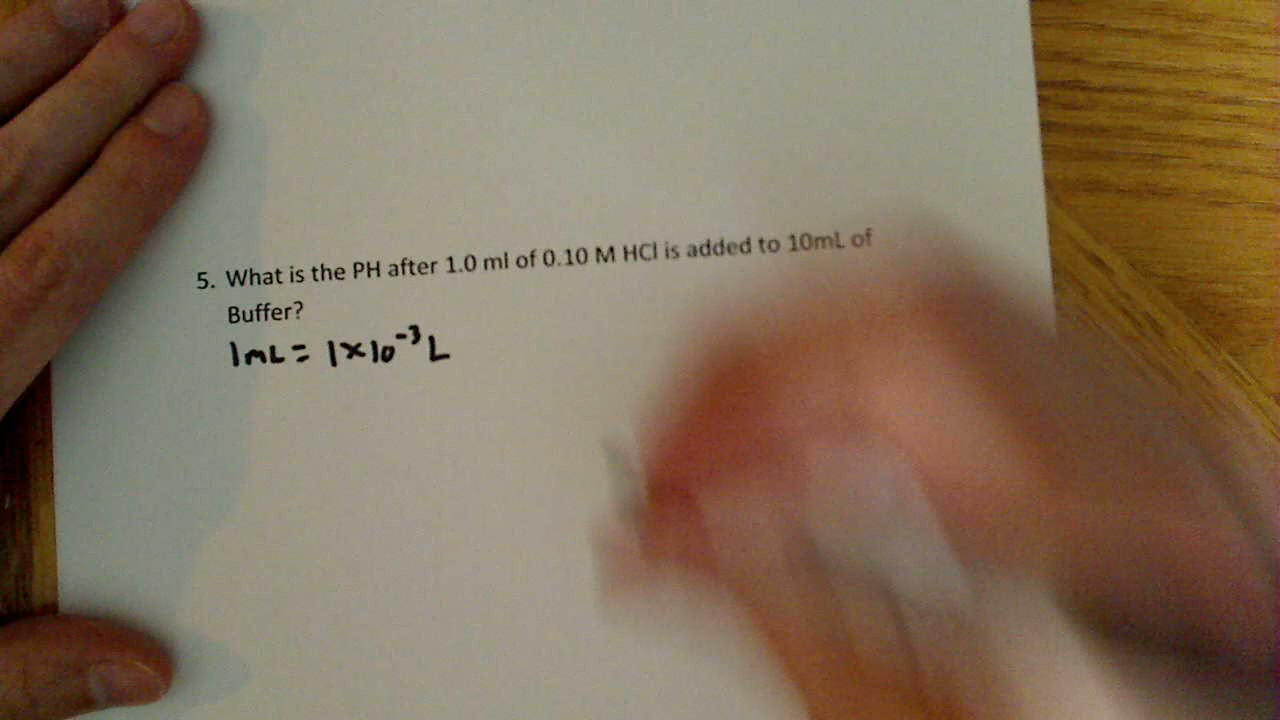 5. What is the PH after 1.0 ml of 0.10 M HCl is added to 10mL of
Buffer?
1mL = 1×10⁻³ L